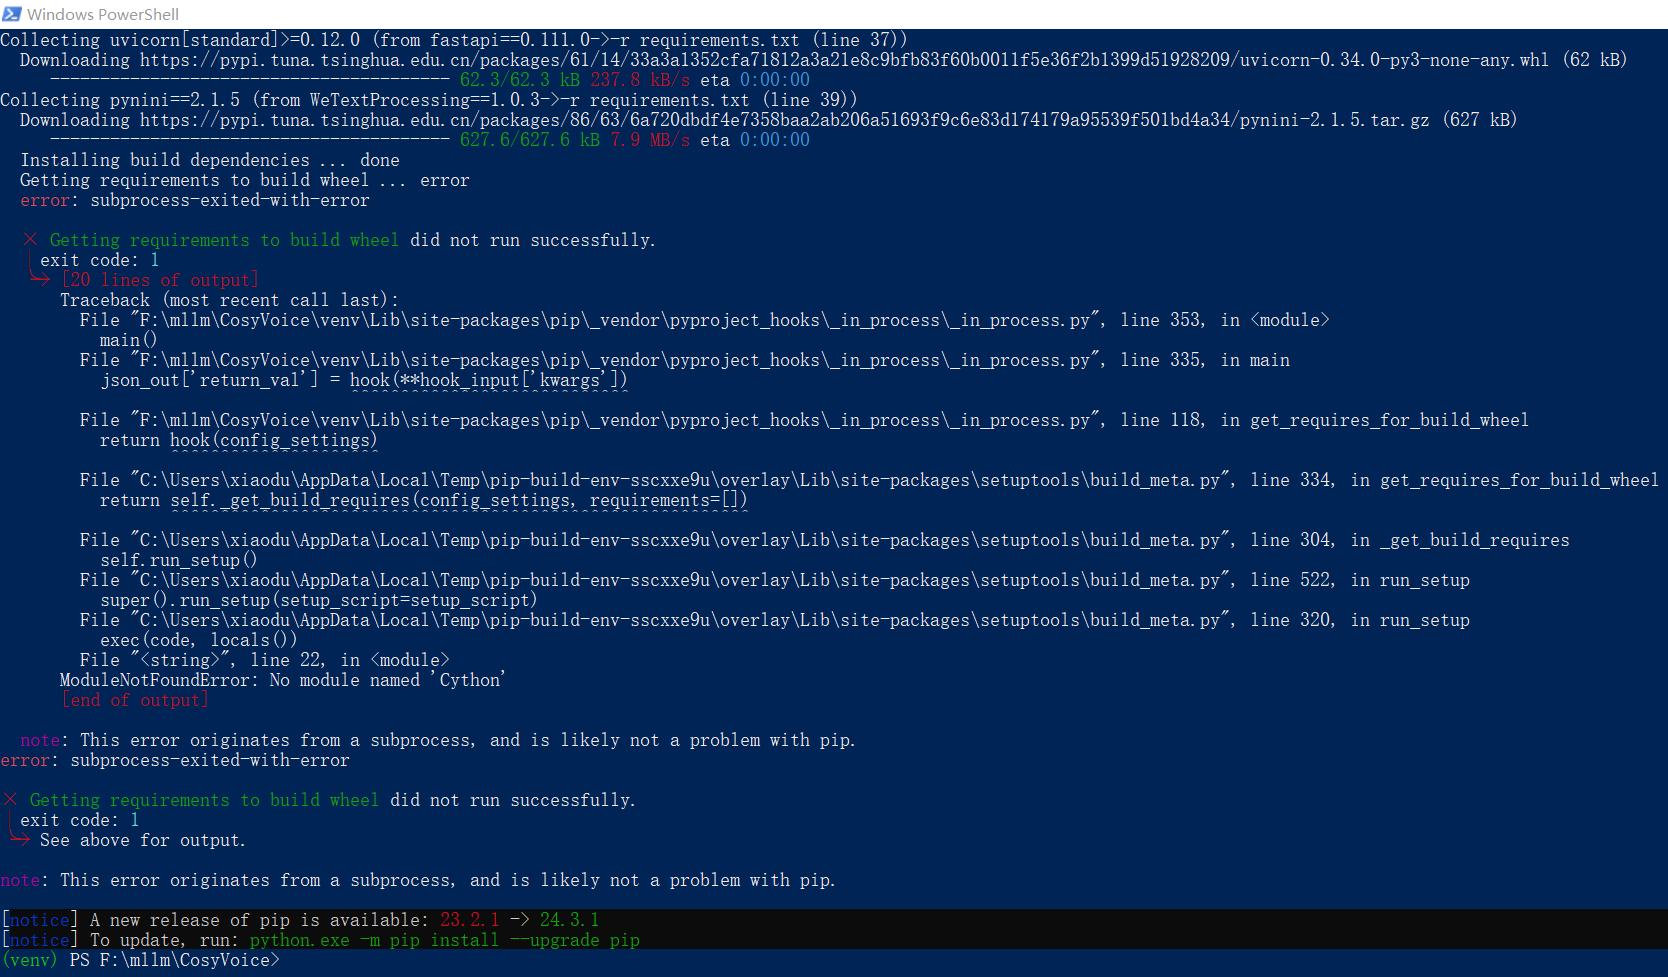 Windows PowerShell
Collecting uvicorn[standard]>=0.12.0 (from fastapi==0.111.0->-r requirements.txt (line 37))
Downloading https://pypi.tuna.tsinghua.edu.cn/packages/61/14/33a3a1352cfa71812a3a21e8c9bfb83f60b0011f5e36f2b1399d51928209/uvicorn-0.34.0-py3-none-any.whl (62 kB)
---------------------------------------- 62.3/62.3 kB 237.8 kB/s eta 0:00:00
Collecting pynini==2.1.5 (from WeTextProcessing==1.0.3->-r requirements.txt (line 39))
Downloading https://pypi.tuna.tsinghua.edu.cn/packages/86/63/6a720dbdf4e7358baa2ab206a51693f9c6e83d174179a95539f501bd4a34/pynini-2.1.5.tar.gz (627 kB)
---------------------------------------- 627.6/627.6 kB 7.9 MB/s eta 0:00:00
Installing build dependencies ... done
Getting requirements to build wheel ... error
error: subprocess-exited-with-error
× Getting requirements to build wheel did not run successfully.
exit code: 1
╰─> [20 lines of output]
Traceback (most recent call last):
File "F:\mllm\CosyVoice\venv\Lib\site-packages\pip\_vendor\pyproject_hooks\_in_process\_in_process.py", line 353, in <module>
main()
File "F:\mllm\CosyVoice\venv\Lib\site-packages\pip\_vendor\pyproject_hooks\_in_process\_in_process.py", line 335, in main
json_out['return_val'] = hook(**hook_input['kwargs'])
^^^^^^^^^^^^^^^^^^^^^^^^^^^^
File "F:\mllm\CosyVoice\venv\Lib\site-packages\pip\_vendor\pyproject_hooks\_in_process\_in_process.py", line 118, in get_requires_for_build_wheel
return hook(config_settings)
^^^^^^^^^^^^^^^^^^^^^
File "C:\Users\xiaodu\AppData\Local\Temp\pip-build-env-sscxxe9u\overlay\Lib\site-packages\setuptools\build_meta.py", line 334, in get_requires_for_build_wheel
return self._get_build_requires(config_settings, requirements=[])
^^^^^^^^^^^^^^^^^^^^^^^^^^^^^^^^^^^^^^^^^^^^^^^^^^^^^^^^^^
File "C:\Users\xiaodu\AppData\Local\Temp\pip-build-env-sscxxe9u\overlay\Lib\site-packages\setuptools\build_meta.py", line 304, in _get_build_requires
self.run_setup()
File "C:\Users\xiaodu\AppData\Local\Temp\pip-build-env-sscxxe9u\overlay\Lib\site-packages\setuptools\build_meta.py", line 522, in run_setup
super().run_setup(setup_script=setup_script)
File "C:\Users\xiaodu\AppData\Local\Temp\pip-build-env-sscxxe9u\overlay\Lib\site-packages\setuptools\build_meta.py", line 320, in run_setup
exec(code, locals())
File "<string>", line 22, in <module>
ModuleNotFoundError: No module named 'Cython'
[end of output]
note: This error originates from a subprocess, and is likely not a problem with pip.
error: subprocess-exited-with-error
× Getting requirements to build wheel did not run successfully.
exit code: 1
╰─> See above for output.
note: This error originates from a subprocess, and is likely not a problem with pip.
[notice] A new release of pip is available: 23.2.1 -> 24.3.1
[notice] To update, run: python.exe -m pip install --upgrade pip
(venv) PS F:\mllm\CosyVoice>